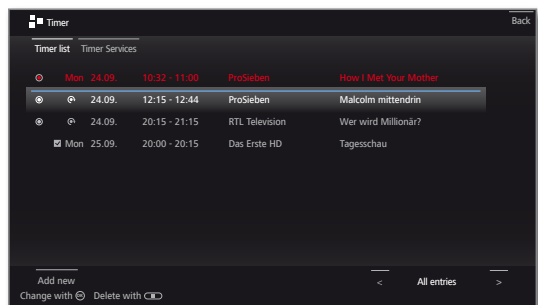 Timer Back
Timer list Timer Services
Mon 24.09. 10:32 - 11:00 ProSieben How I Met Your Mother
24.09. 12:15 - 12:44 ProSieben Malcolm mittendrin
24.09. 20:15 - 21:15 RTL Television Wer wird Millionär?
Mon 25.09. 20:00 - 20:15 Das Erste HD Tagesschau
Add new < All entries >
Change with OK Delete with